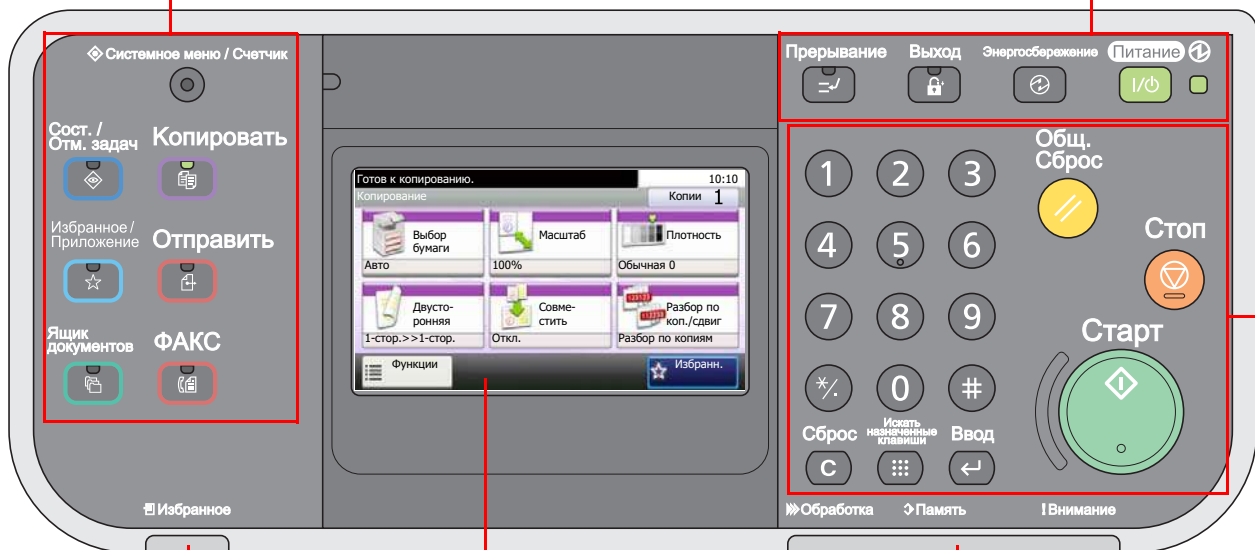 Системное меню / Счетчик
Сост. /
Отм. задач
Копировать
Избранное /
Приложение
Отправить
Ящик
документов
ФАКС
Избранное
Готов к копированию.
10:10
Копирование
Копии 1
Выбор
бумаги
Авто
Масштаб
100%
Плотность
Обычная 0
Двусто-
ронняя
1-стор.>>1-стор.
Совме-
стить
Откл.
123123
112233
Разбор по
коп./сдвиг
Разбор по копиям
Функции
Избранн.
Прерывание
Выход
Энергосбережение
Питание
1 2 3
4 5 6
7 8 9
*/. 0 #
Общ.
Сброс
Стоп
Старт
Сброс
Искать
назначенные
клавиши
Ввод
C
Обработка
Память
Внимание